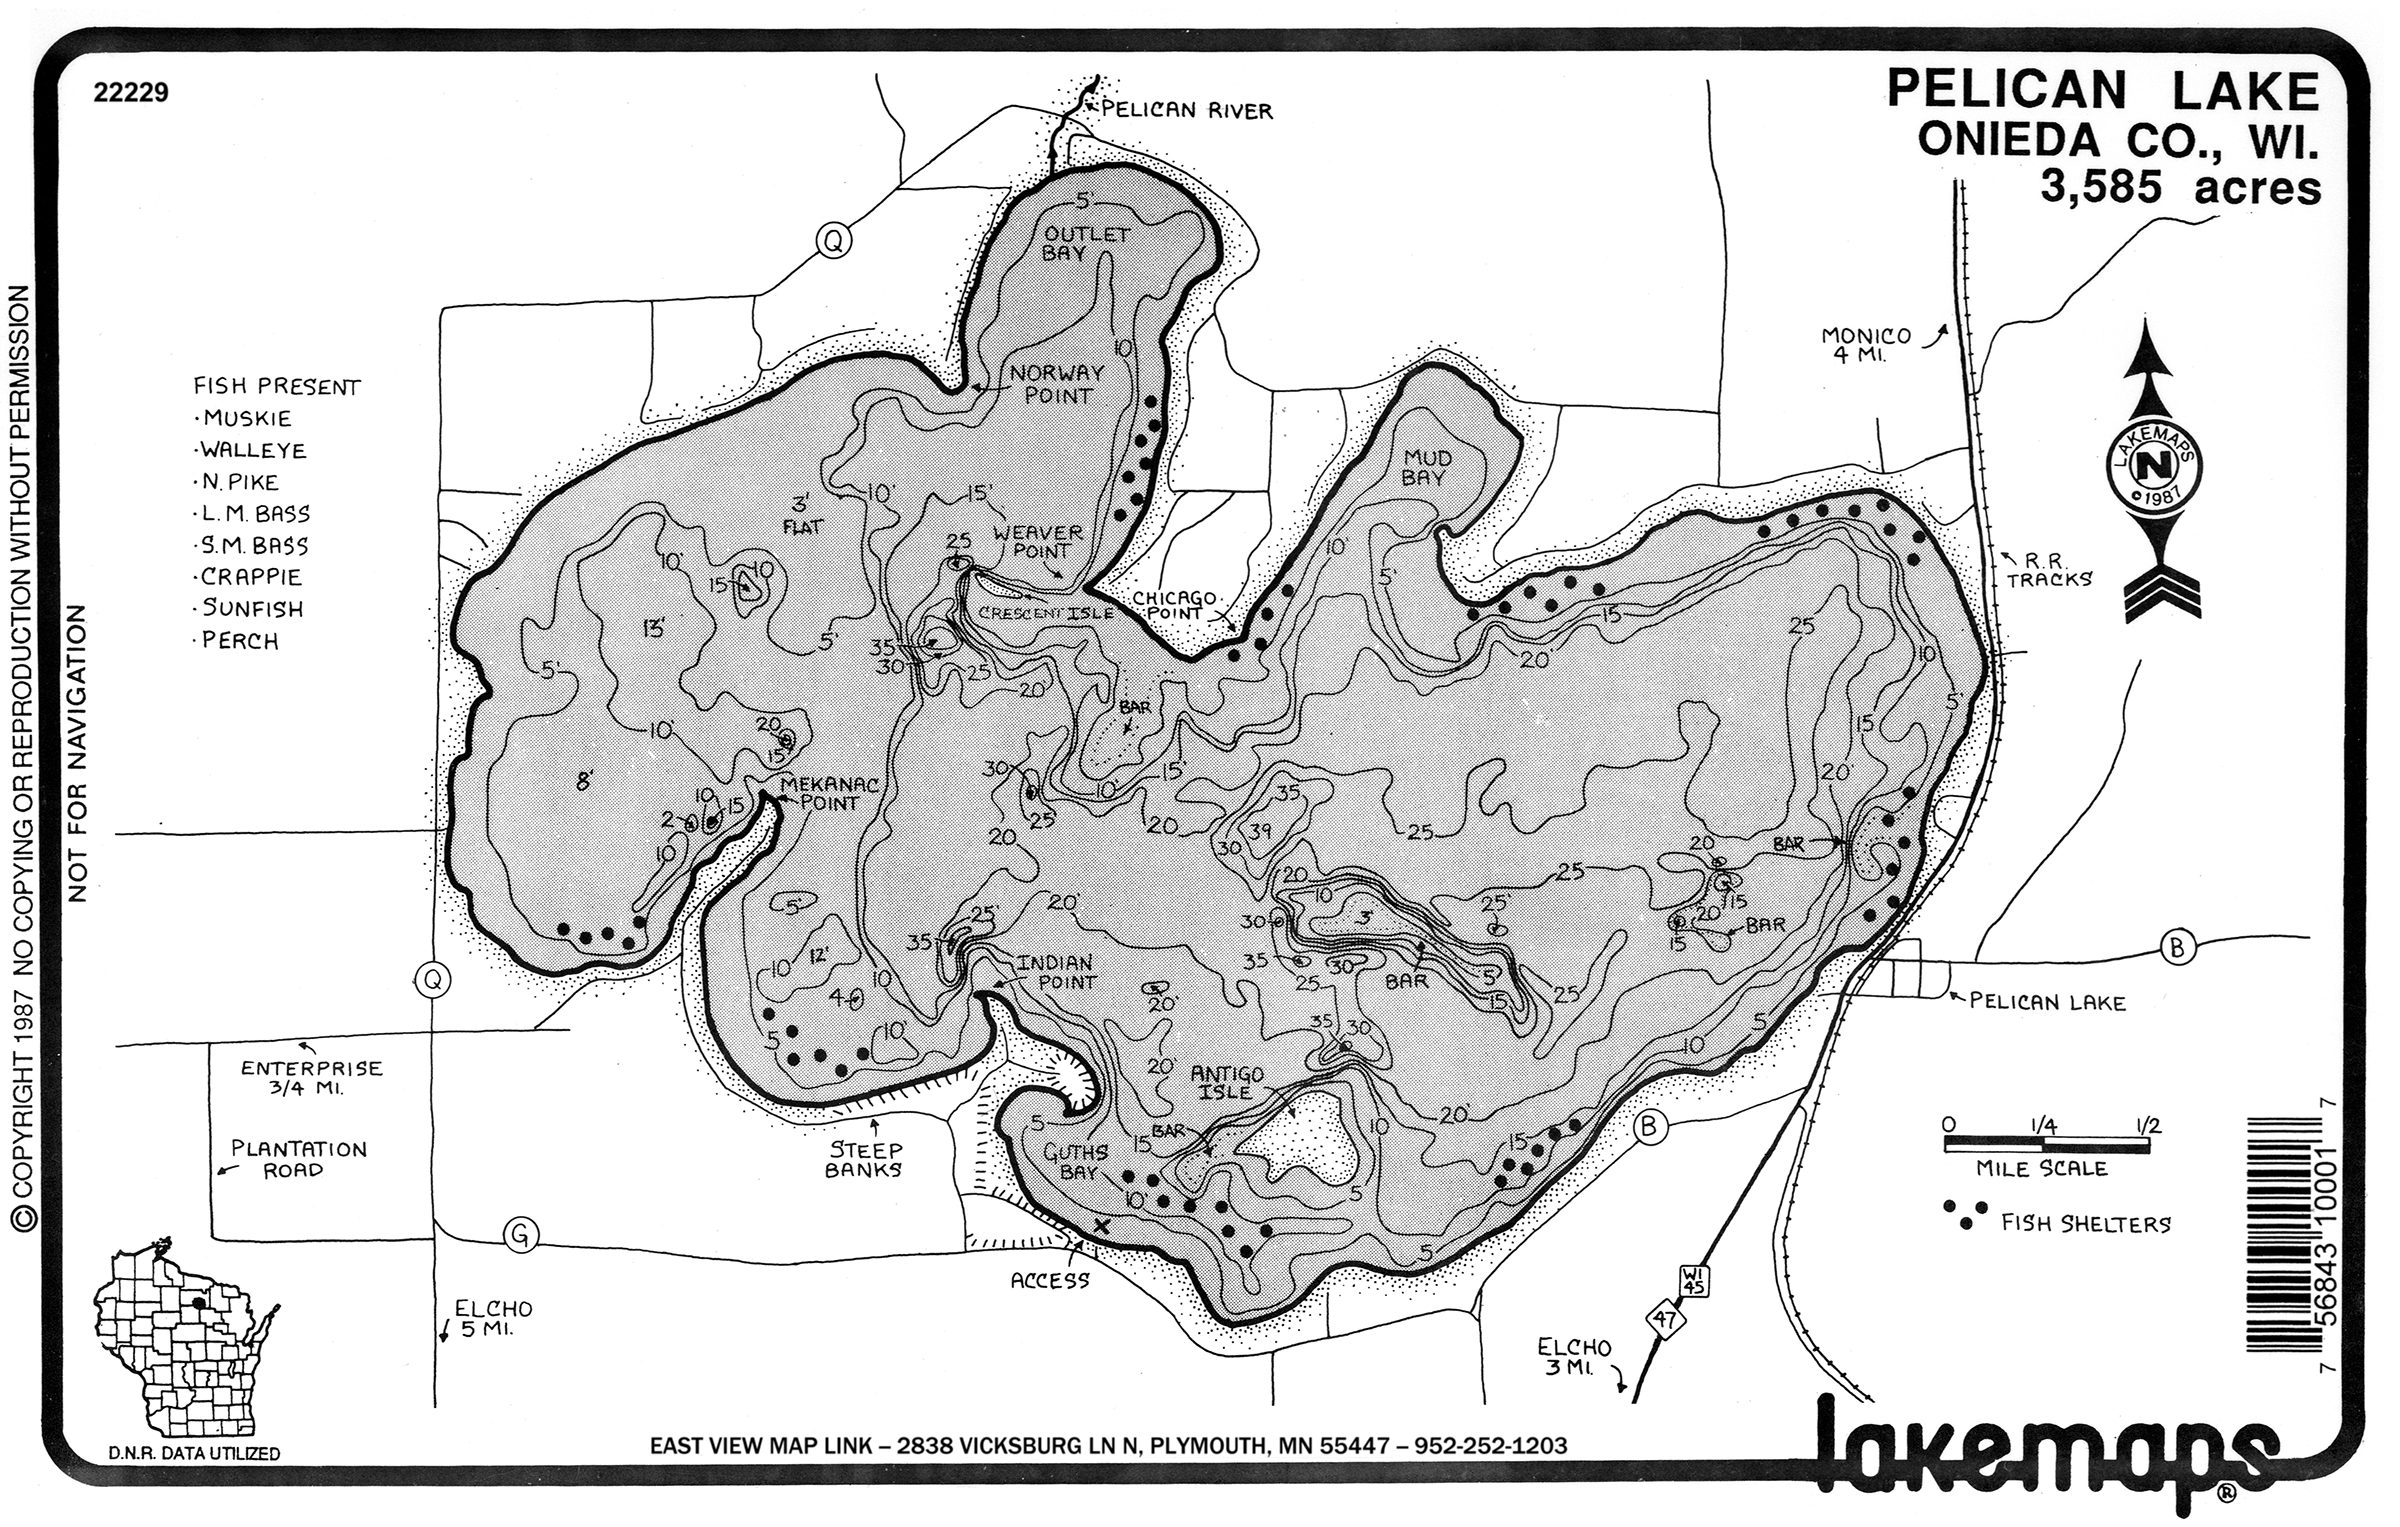 22229
PELICAN LAKE
ONIEDA CO., WI.
3,585 acres
PELICAN RIVER
Q
5'
OUTLET
BAY
10
MONICO
4 MI.
NORWAY
POINT
FISH PRESENT
·MUSKIE
·WALLEYE
·N. PIKE
·L.M. BASS
·S.M. BASS
·CRAPPIE
·SUNFISH
·PERCH
LAKEMAPS
N
©1987
MUD
BAY
3'
FLAT
10'
15'
25
WEAVER
POINT
10'
10'
5'
R.R.
TRACKS
15
10
CRESCENT ISLE
CHICAGO
POINT
15
25
13'
5'
35
30
20'
10
5'
25
20'
5'
BAR
15
10'
20
15
30
15'
20'
8'
MEKANAC
POINT
10'
35
10
15
2
25
20
20
39
25
BAR
10
30
20
20
25
5'
20'
25'
10
3'
25'
15
20
BAR
15
35
30
B
12'
10
10
INDIAN
POINT
35
30
BAR
5'
Q
4
20'
25
15
25
PELICAN LAKE
5
10'
35
30
5
10
ENTERPRISE
3/4 MI.
20'
ANTIGO
ISLE
20'
5
10
B
0 1/4 1/2
MILE SCALE
STEEP
BANKS
15
BAR
15
PLANTATION
ROAD
GUTHS
BAY
10'
5
FISH SHELTERS
G
5
ACCESS
WI
45
47
ELCHO
5 MI.
ELCHO
3 MI.
D.N.R. DATA UTILIZED
EAST VIEW MAP LINK – 2838 VICKSBURG LN N, PLYMOUTH, MN 55447 – 952-252-1203
lakemaps®
© COPYRIGHT 1987 NO COPYING OR REPRODUCTION WITHOUT PERMISSION
NOT FOR NAVIGATION
7 56843 10001 7